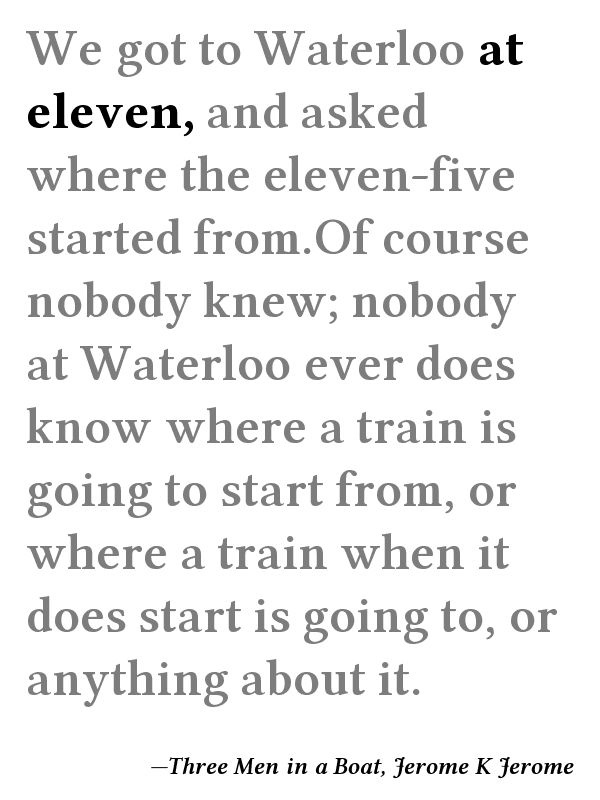 We got to Waterloo at
eleven, and asked
where the eleven-five
started from.Of course
nobody knew; nobody
at Waterloo ever does
know where a train is
going to start from, or
where a train when it
does start is going to, or
anything about it.
—Three Men in a Boat, Jerome K Jerome